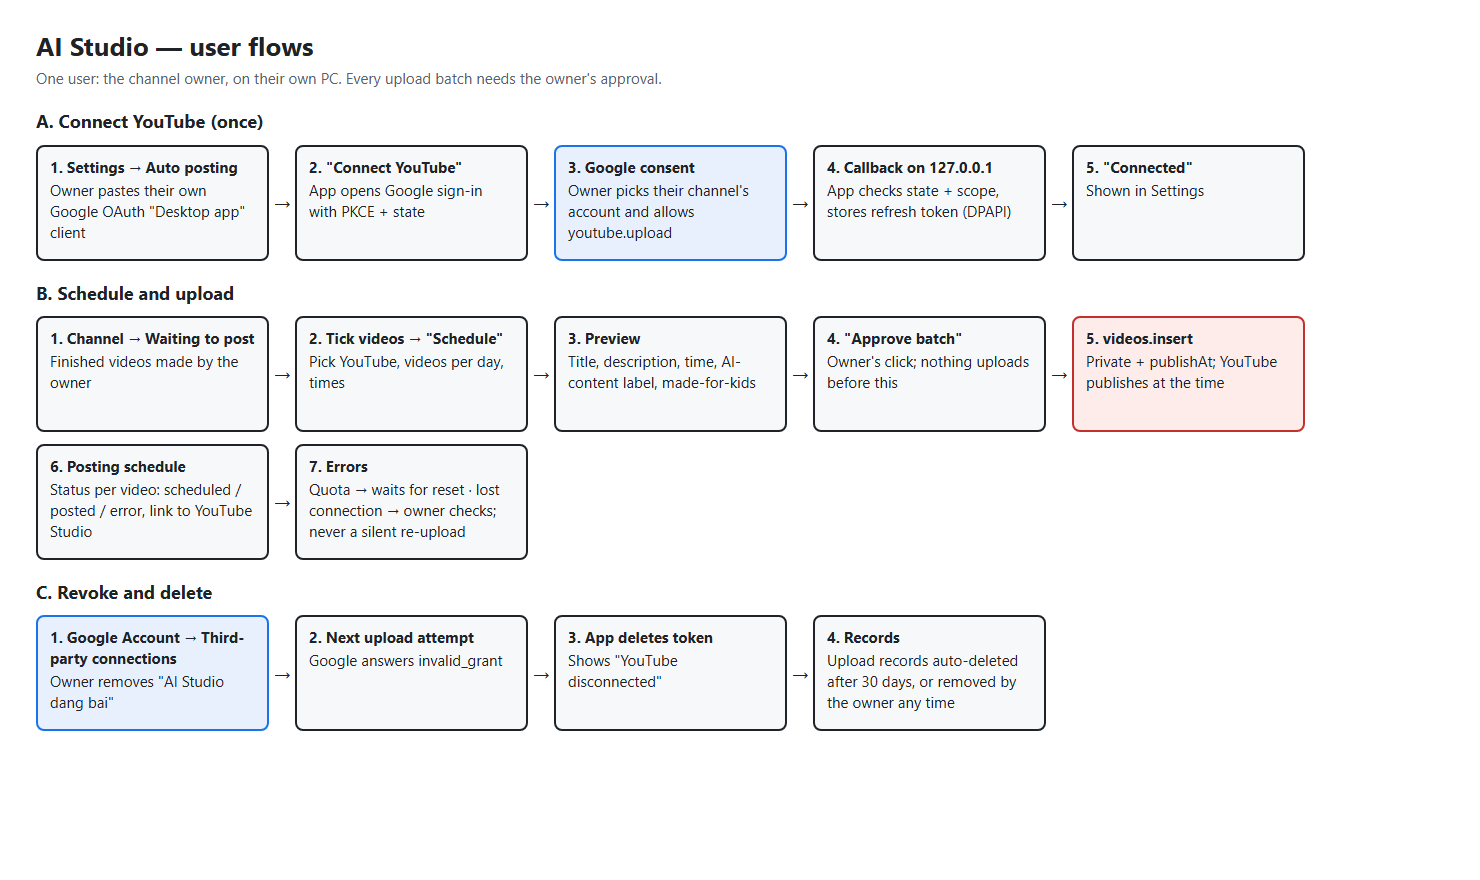 AI Studio — user flows
One user: the channel owner, on their own PC. Every upload batch needs the owner's approval.
A. Connect YouTube (once)
1. Settings → Auto posting
Owner pastes their own
Google OAuth "Desktop app"
client
→
2. "Connect YouTube"
App opens Google sign-in
with PKCE + state
→
3. Google consent
Owner picks their channel's
account and allows
youtube.upload
→
4. Callback on 127.0.0.1
App checks state + scope,
stores refresh token (DPAPI)
→
5. "Connected"
Shown in Settings
B. Schedule and upload
1. Channel → Waiting to post
Finished videos made by the
owner
→
2. Tick videos → "Schedule"
Pick YouTube, videos per day,
times
→
3. Preview
Title, description, time, AI-
content label, made-for-kids
→
4. "Approve batch"
Owner's click; nothing uploads
before this
→
5. videos.insert
Private + publishAt; YouTube
publishes at the time
6. Posting schedule
Status per video: scheduled /
posted / error, link to YouTube
Studio
→
7. Errors
Quota → waits for reset · lost
connection → owner checks;
never a silent re-upload
C. Revoke and delete
1. Google Account → Third-
party connections
Owner removes "AI Studio
dang bai"
→
2. Next upload attempt
Google answers invalid_grant
→
3. App deletes token
Shows "YouTube
disconnected"
→
4. Records
Upload records auto-deleted
after 30 days, or removed by
the owner any time